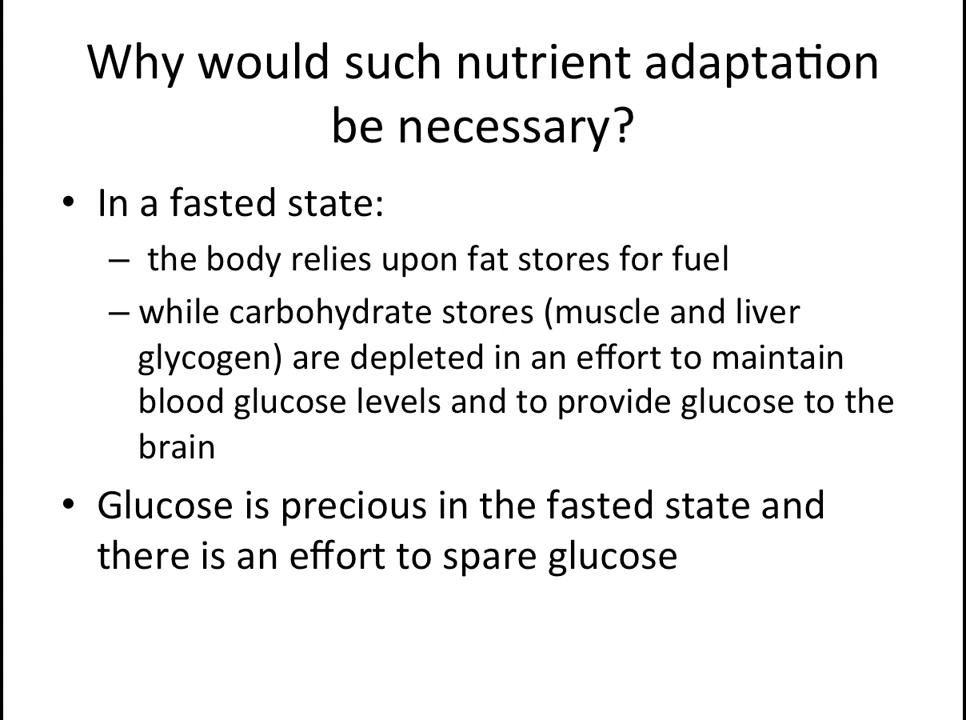 Why would such nutrient adaptation
be necessary?
• In a fasted state:
– the body relies upon fat stores for fuel
– while carbohydrate stores (muscle and liver
glycogen) are depleted in an effort to maintain
blood glucose levels and to provide glucose to the
brain
• Glucose is precious in the fasted state and
there is an effort to spare glucose